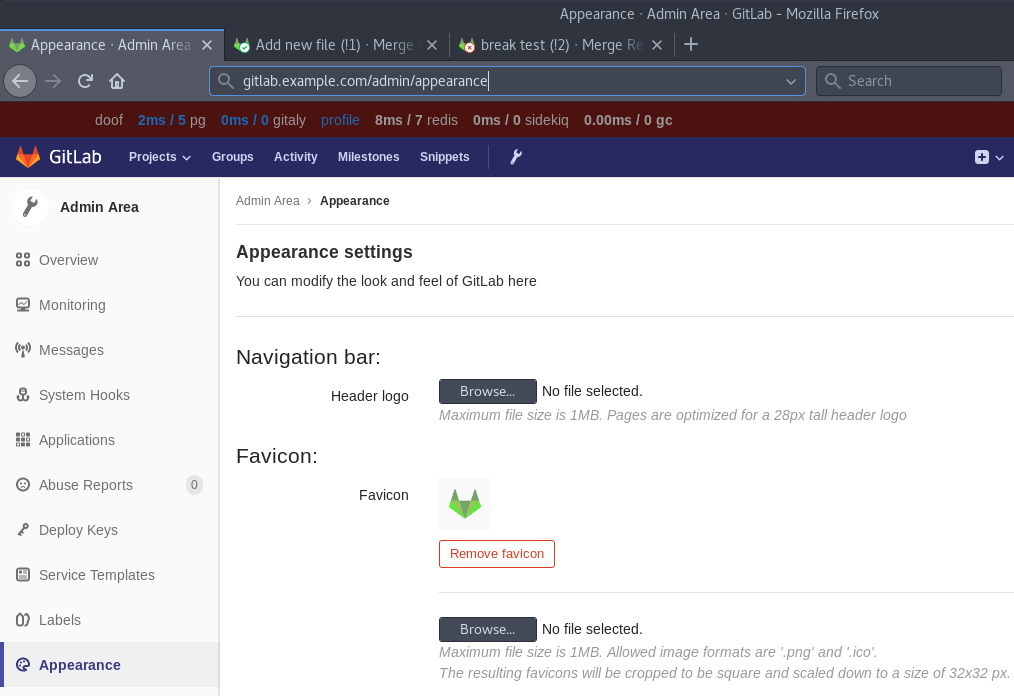 Appearance · Admin Area · GitLab - Mozilla Firefox
Appearance · Admin Area
Add new file (!1) · Merge
break test (!2) · Merge Re
gitlab.example.com/admin/appearance
Search
doof 2ms / 5 pg 0ms / 0 gitaly profile 8ms / 7 redis 0ms / 0 sidekiq 0.00ms / 0 gc
GitLab Projects Groups Activity Milestones Snippets
Admin Area
Overview
Monitoring
Messages
System Hooks
Applications
Abuse Reports 0
Deploy Keys
Service Templates
Labels
Appearance
Admin Area › Appearance
Appearance settings
You can modify the look and feel of GitLab here
Navigation bar:
Header logo
Browse... No file selected.
Maximum file size is 1MB. Pages are optimized for a 28px tall header logo
Favicon:
Favicon
Remove favicon
Browse... No file selected.
Maximum file size is 1MB. Allowed image formats are '.png' and '.ico'.
The resulting favicons will be cropped to be square and scaled down to a size of 32x32 px.